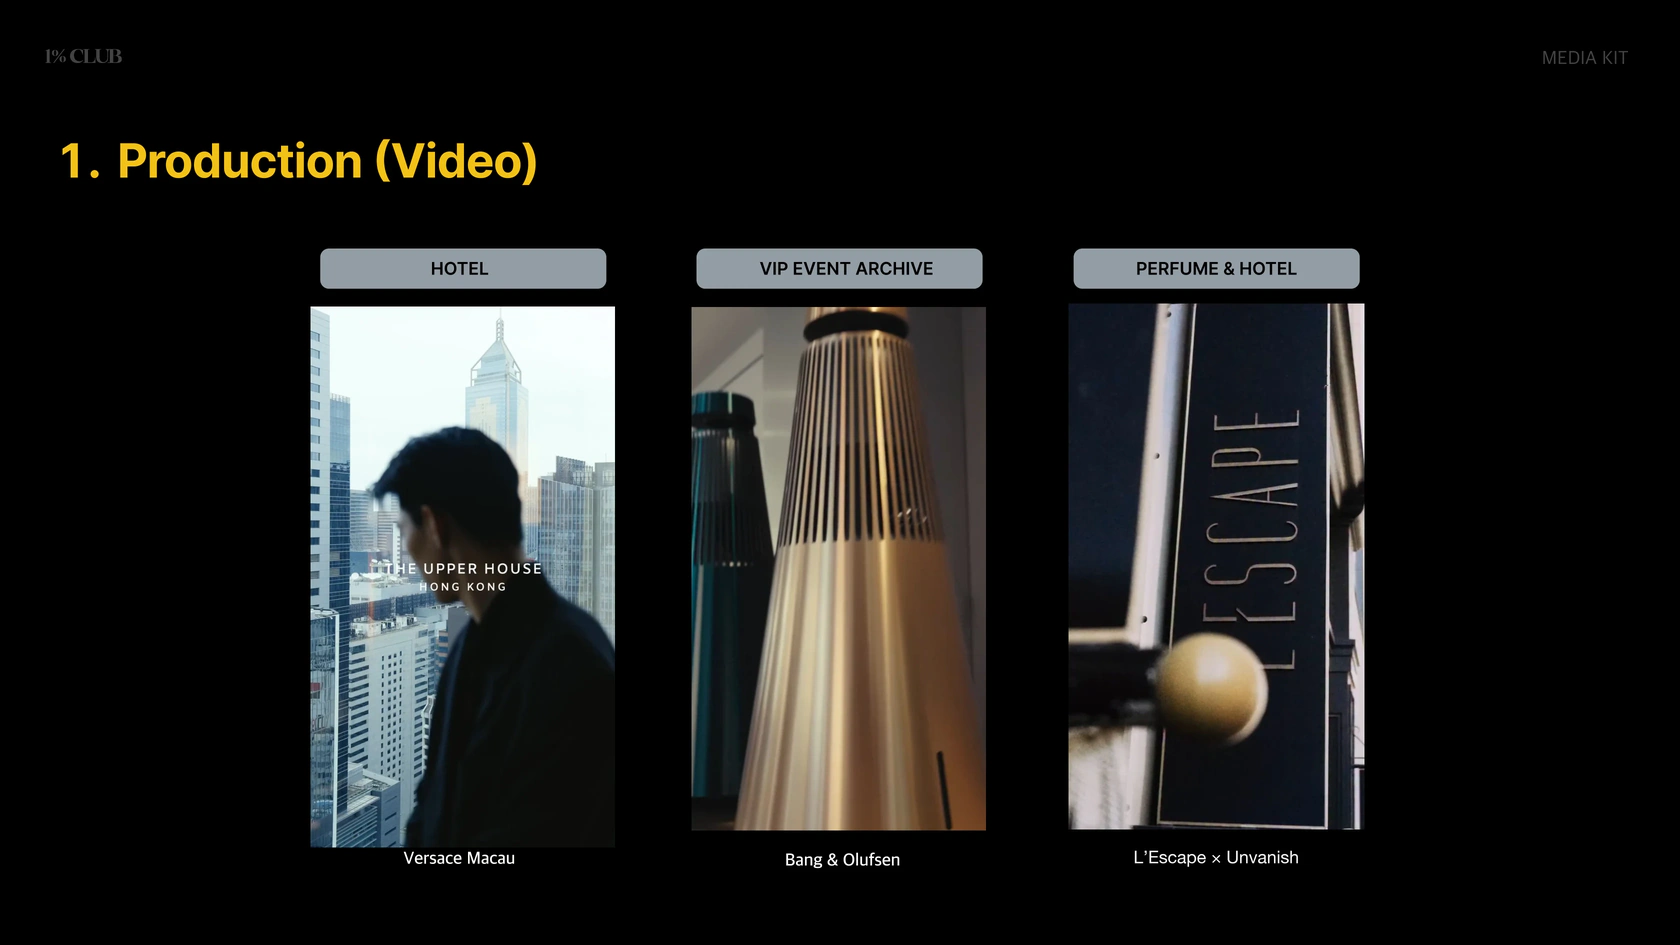 1% CLUB
MEDIA KIT
1. Production (Video)
HOTEL
VIP EVENT ARCHIVE
PERFUME & HOTEL
THE UPPER HOUSE
HONG KONG
L'ESCAPE
Versace Macau
Bang & Olufsen
L’Escape × Unvanish